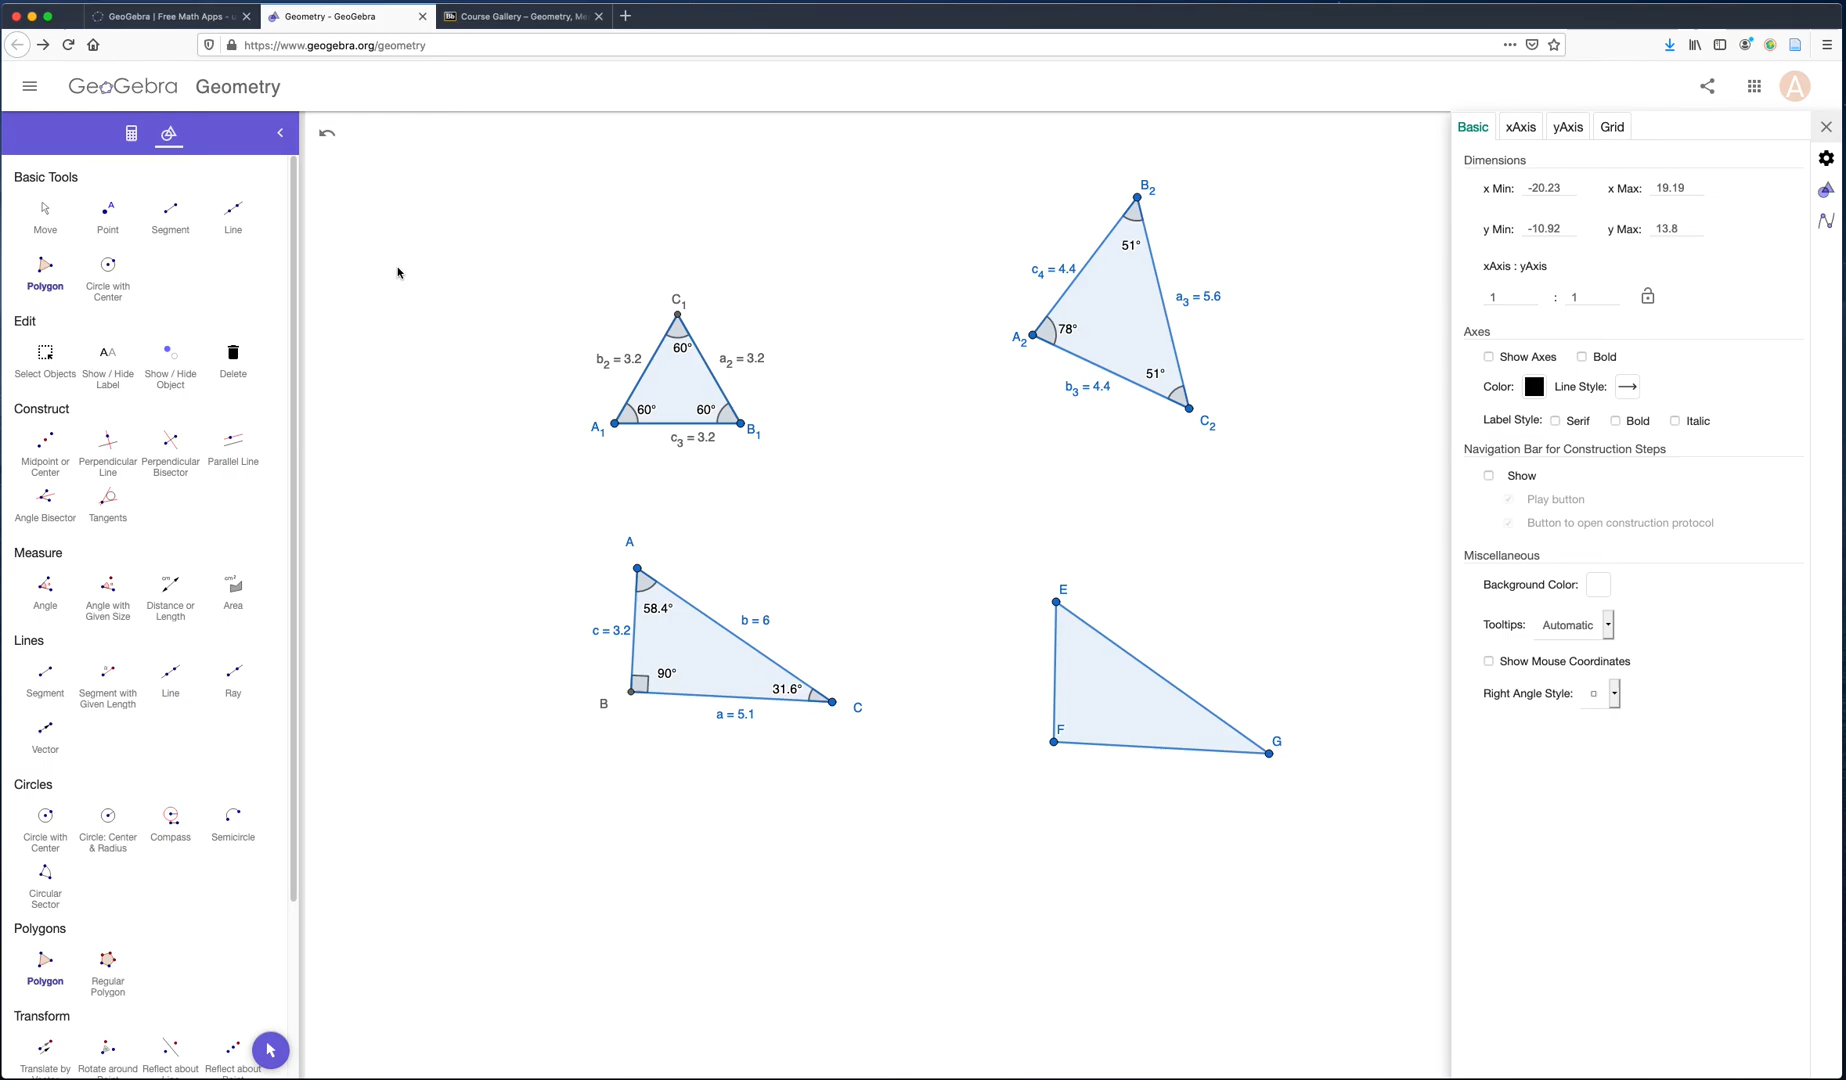 GeoGebra | Free Math Apps - u
Geometry - GeoGebra
Bb Course Gallery – Geometry, Me
https://www.geogebra.org/geometry
GeoGebra Geometry
A
Basic Tools
Move Point Segment Line
Polygon Circle with Center
Edit
Select Objects Show / Hide Label Show / Hide Object Delete
Construct
Midpoint or Center Perpendicular Line Perpendicular Bisector Parallel Line
Angle Bisector Tangents
Measure
Angle Angle with Given Size Distance or Length Area
cm cm²
Lines
Segment Segment with Given Length Line Ray
Vector
Circles
Circle with Center Circle: Center & Radius Compass Semicircle
Circular Sector
Polygons
Polygon Regular Polygon
Transform
Translate by Rotate around Reflect about Reflect about
C₁
b₂ = 3.2
60°
a₂ = 3.2
60°
60°
A₁
c₃ = 3.2
B₁
B₂
51°
c₄ = 4.4
a₃ = 5.6
A₂
78°
51°
b₃ = 4.4
C₂
A
58.4°
b = 6
c = 3.2
90°
31.6°
B
a = 5.1
C
E
F
G
Basic xAxis yAxis Grid
Dimensions
x Min: -20.23 x Max: 19.19
y Min: -10.92 y Max: 13.8
xAxis : yAxis
1 : 1
Axes
Show Axes Bold
Color: Line Style:
Label Style: Serif Bold Italic
Navigation Bar for Construction Steps
Show
Play button
Button to open construction protocol
Miscellaneous
Background Color:
Tooltips: Automatic
Show Mouse Coordinates
Right Angle Style: